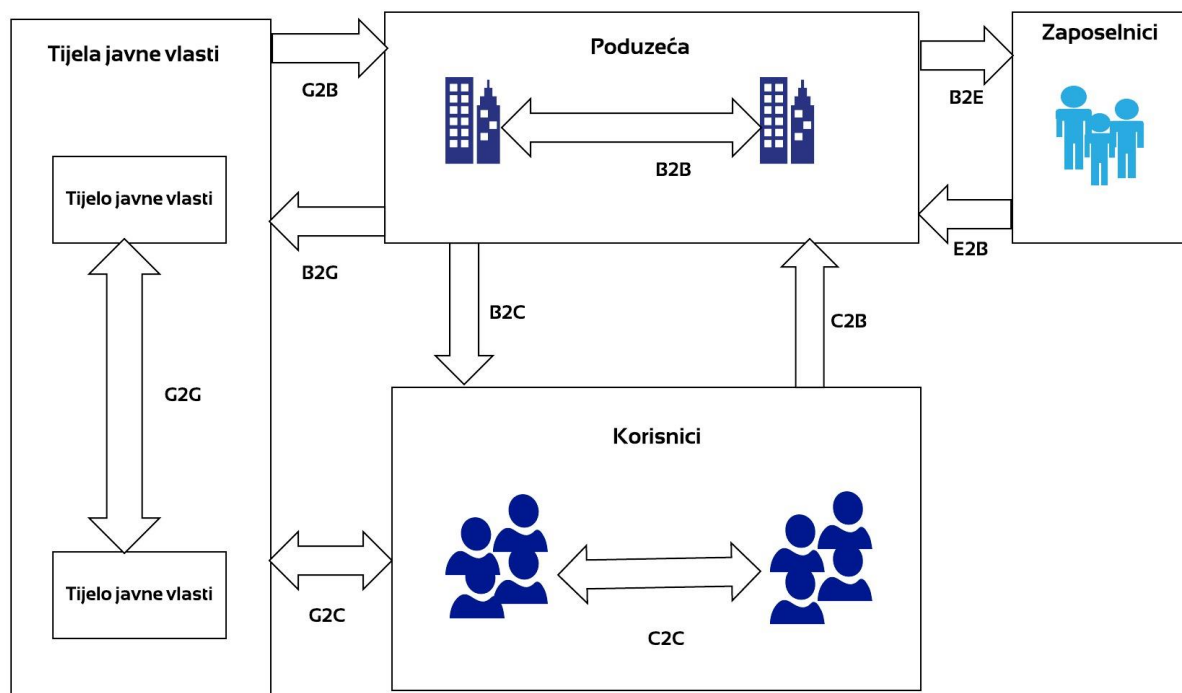 Tijela javne vlasti
G2B
Poduzeća
B2B
B2E
Zaposelnici
Tijelo javne vlasti
B2G
E2B
B2C
C2B
G2G
Korisnici
Tijelo javne vlasti
G2C
C2C